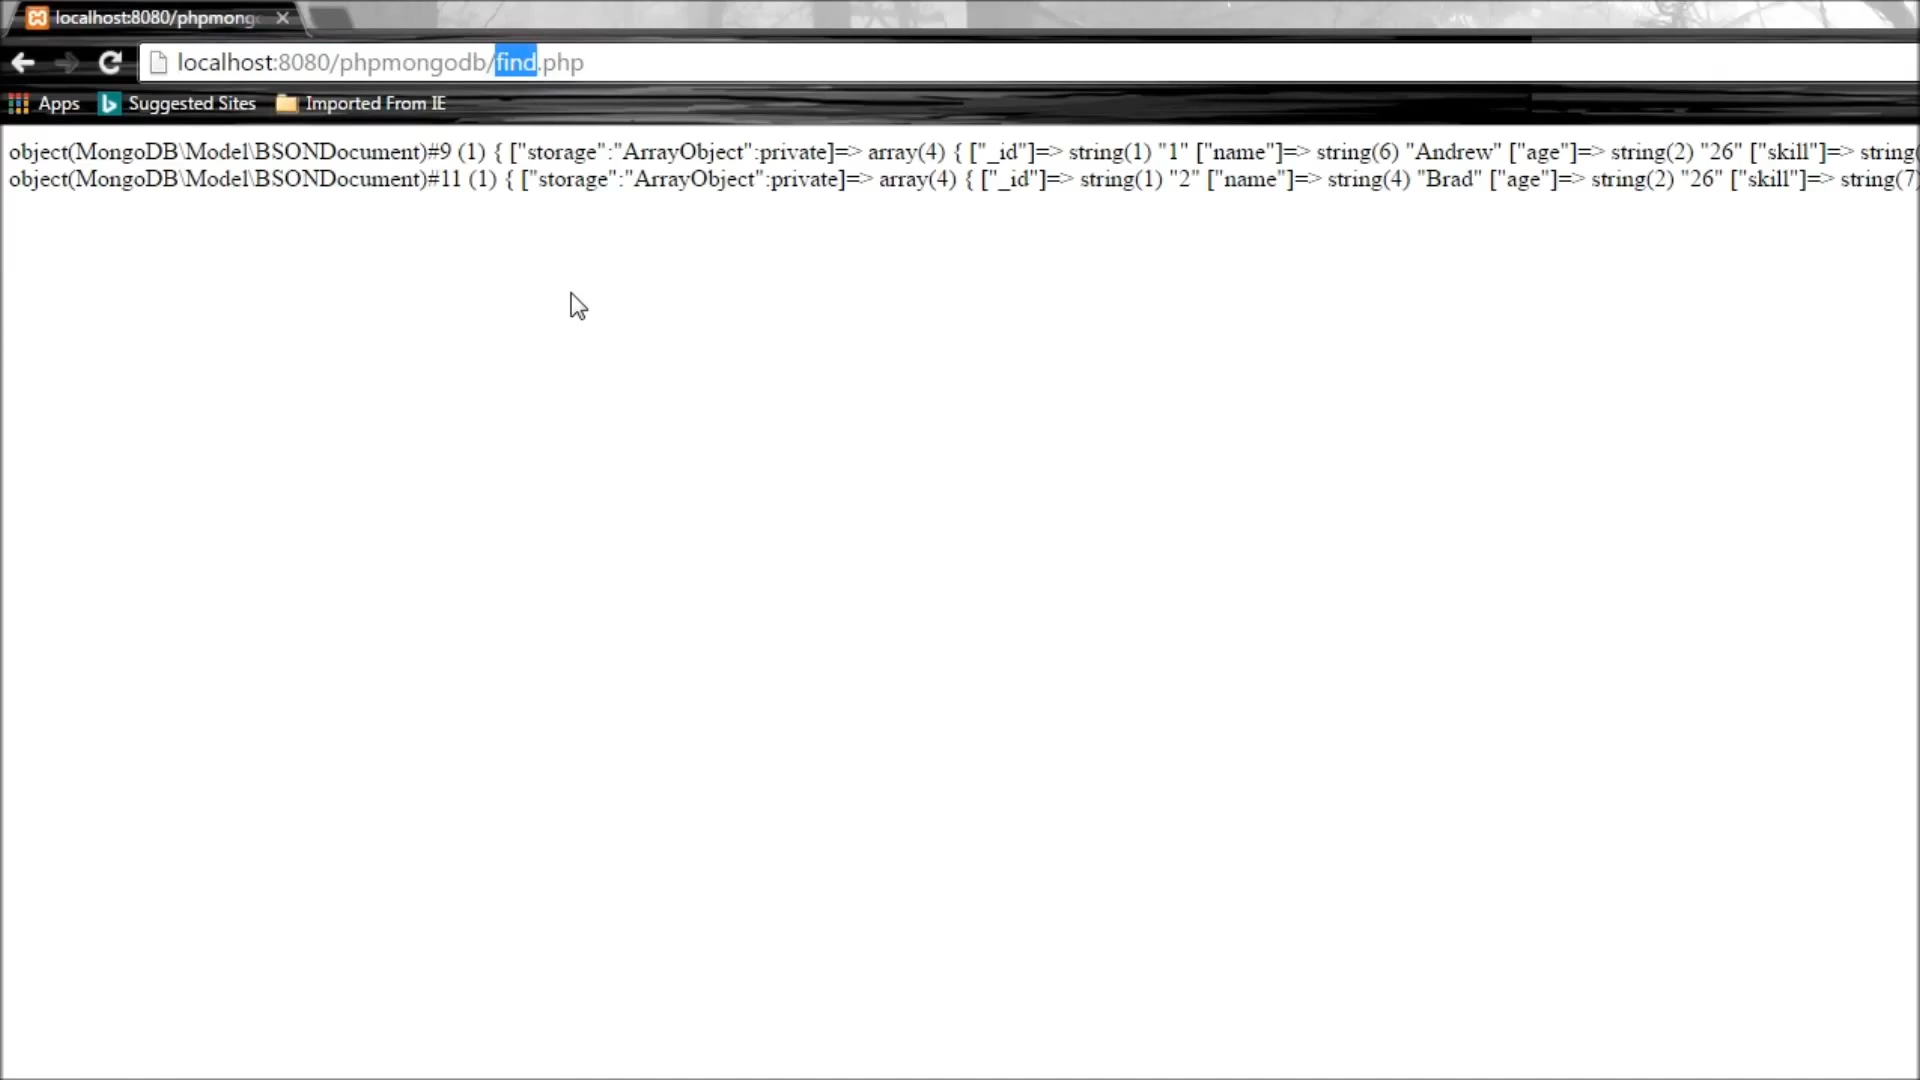 localhost:8080/phpmong
localhost:8080/phpmongodb/find.php
Apps Suggested Sites Imported From IE
object(MongoDB\Model\BSONDocument)#9 (1) { ["storage":"ArrayObject":private]=> array(4) { ["_id"]=> string(1) "1" ["name"]=> string(6) "Andrew" ["age"]=> string(2) "26" ["skill"]=> string(
object(MongoDB\Model\BSONDocument)#11 (1) { ["storage":"ArrayObject":private]=> array(4) { ["_id"]=> string(1) "2" ["name"]=> string(4) "Brad" ["age"]=> string(2) "26" ["skill"]=> string(7)